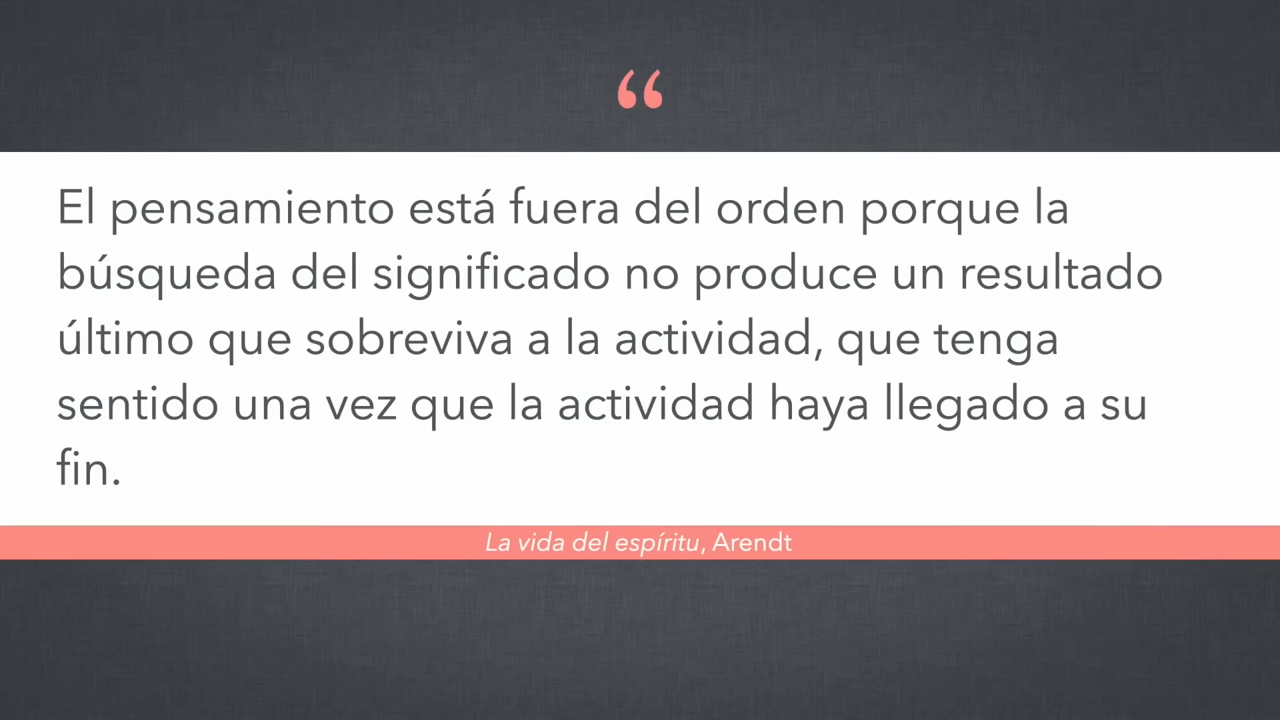 “
El pensamiento está fuera del orden porque la
búsqueda del significado no produce un resultado
último que sobreviva a la actividad, que tenga
sentido una vez que la actividad haya llegado a su
fin.
La vida del espíritu, Arendt